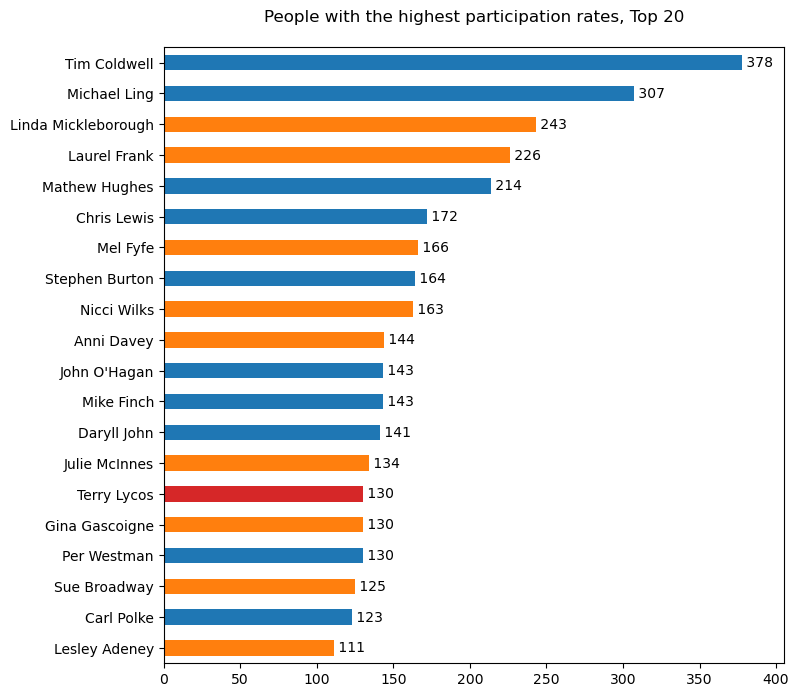 People with the highest participation rates, Top 20
Tim Coldwell 378
Michael Ling 307
Linda Mickleborough 243
Laurel Frank 226
Mathew Hughes 214
Chris Lewis 172
Mel Fyfe 166
Stephen Burton 164
Nicci Wilks 163
Anni Davey 144
John O'Hagan 143
Mike Finch 143
Daryll John 141
Julie McInnes 134
Terry Lycos 130
Gina Gascoigne 130
Per Westman 130
Sue Broadway 125
Carl Polke 123
Lesley Adeney 111
0 50 100 150 200 250 300 350 400